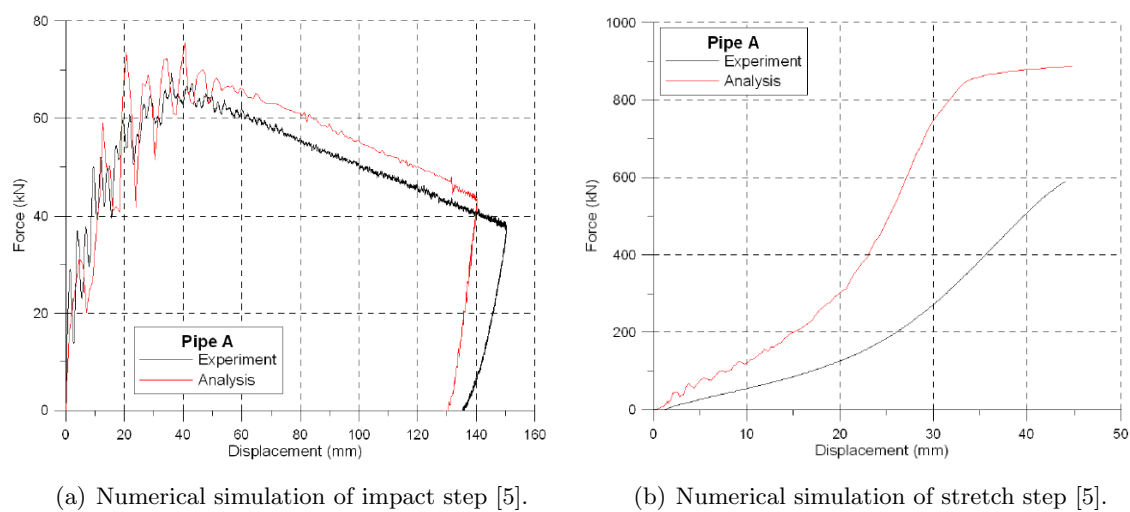 80
60
40
20
0
Force (kN)
0 20 40 60 80 100 120 140 160
Displacement (mm)
Pipe A
Experiment
Analysis
1000
800
600
400
200
0
Force (kN)
0 10 20 30 40 50
Displacement (mm)
Pipe A
Experiment
Analysis
(a) Numerical simulation of impact step [5].
(b) Numerical simulation of stretch step [5].